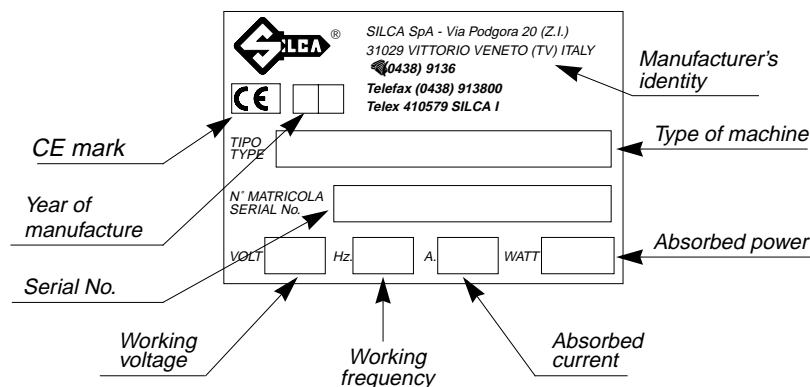 SILCA ®
SILCA SpA - Via Podgora 20 (Z.I.)
31029 VITTORIO VENETO (TV) ITALY
(0438) 9136
Telefax (0438) 913800
Telex 410579 SILCA I
Manufacturer's
identity
CE
CE mark
TIPO
TYPE
Type of machine
Year of
manufacture
N° MATRICOLA
SERIAL No.
Serial No.
VOLT
Hz.
A.
WATT
Absorbed power
Working
voltage
Working
frequency
Absorbed
current